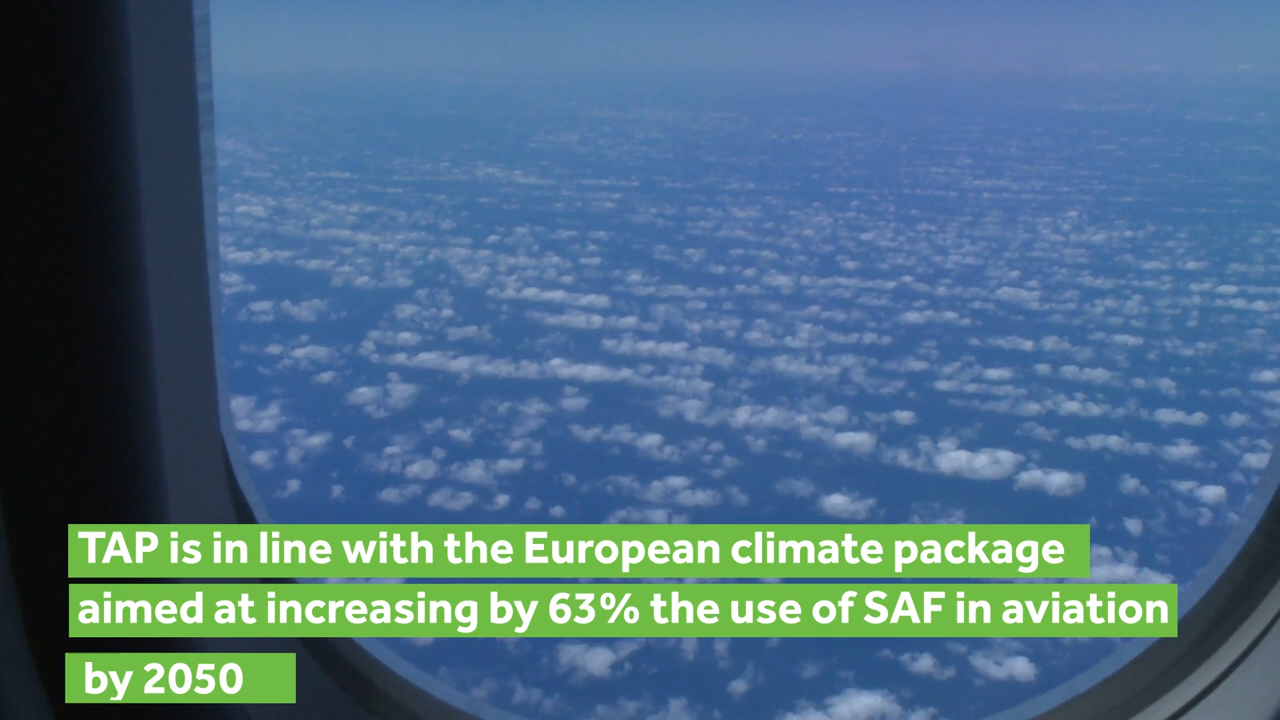 TAP is in line with the European climate package
aimed at increasing by 63% the use of SAF in aviation
by 2050